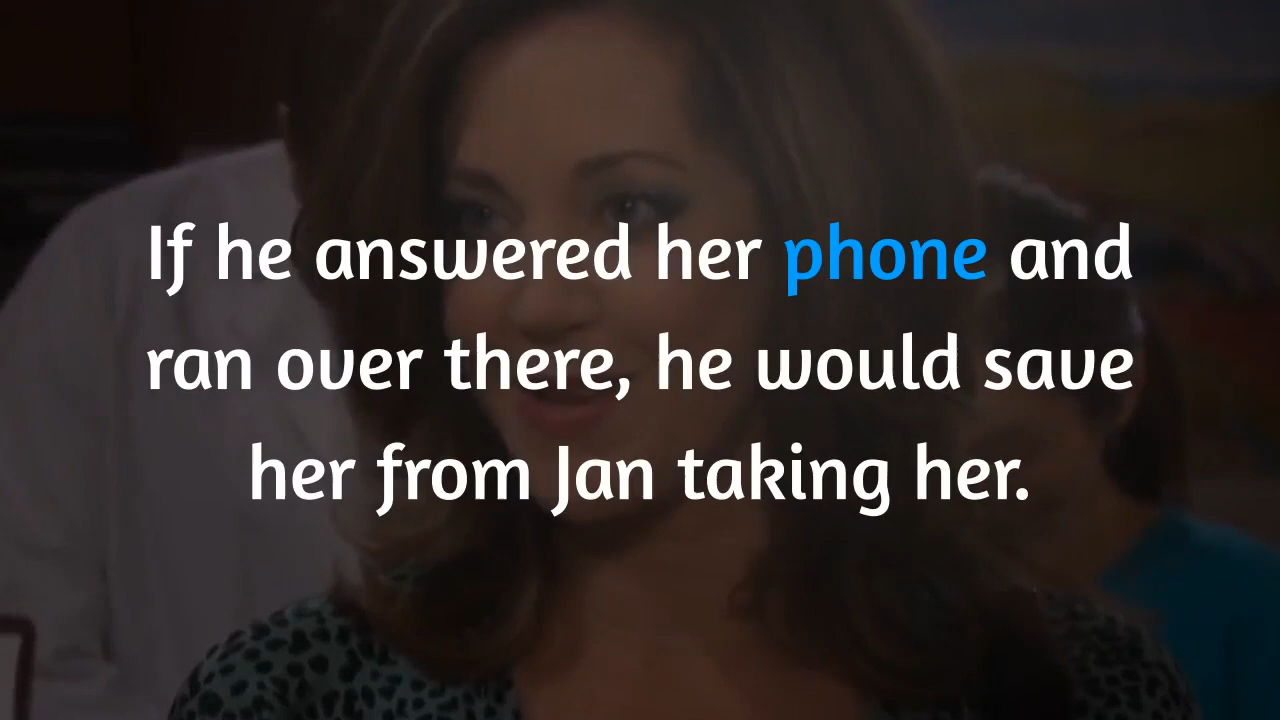 If he answered her phone and
ran over there, he would save
her from Jan taking her.